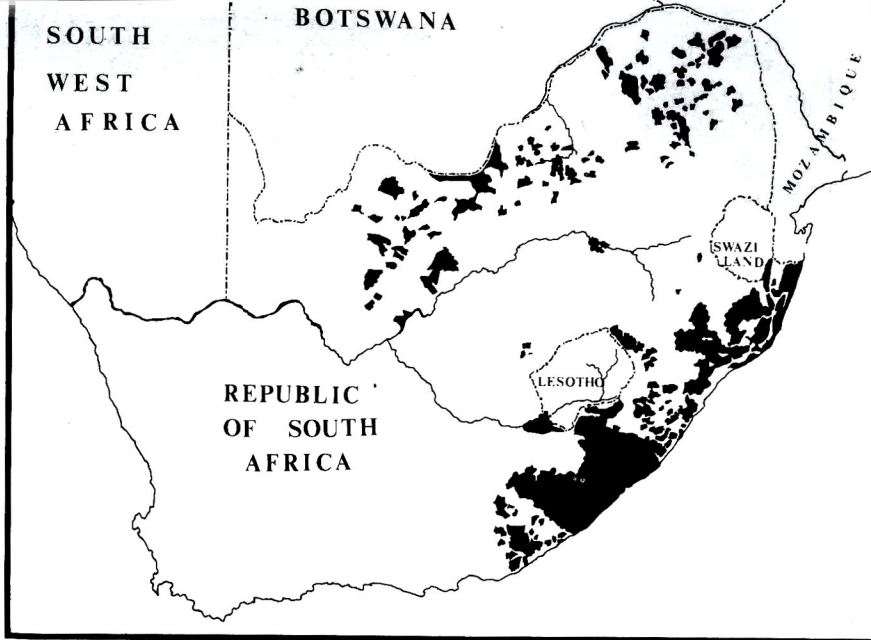 SOUTH
WEST
AFRICA
BOTSWANA
MOZAMBIQUE
SWAZI
LAND
LESOTHO
REPUBLIC
OF SOUTH
AFRICA